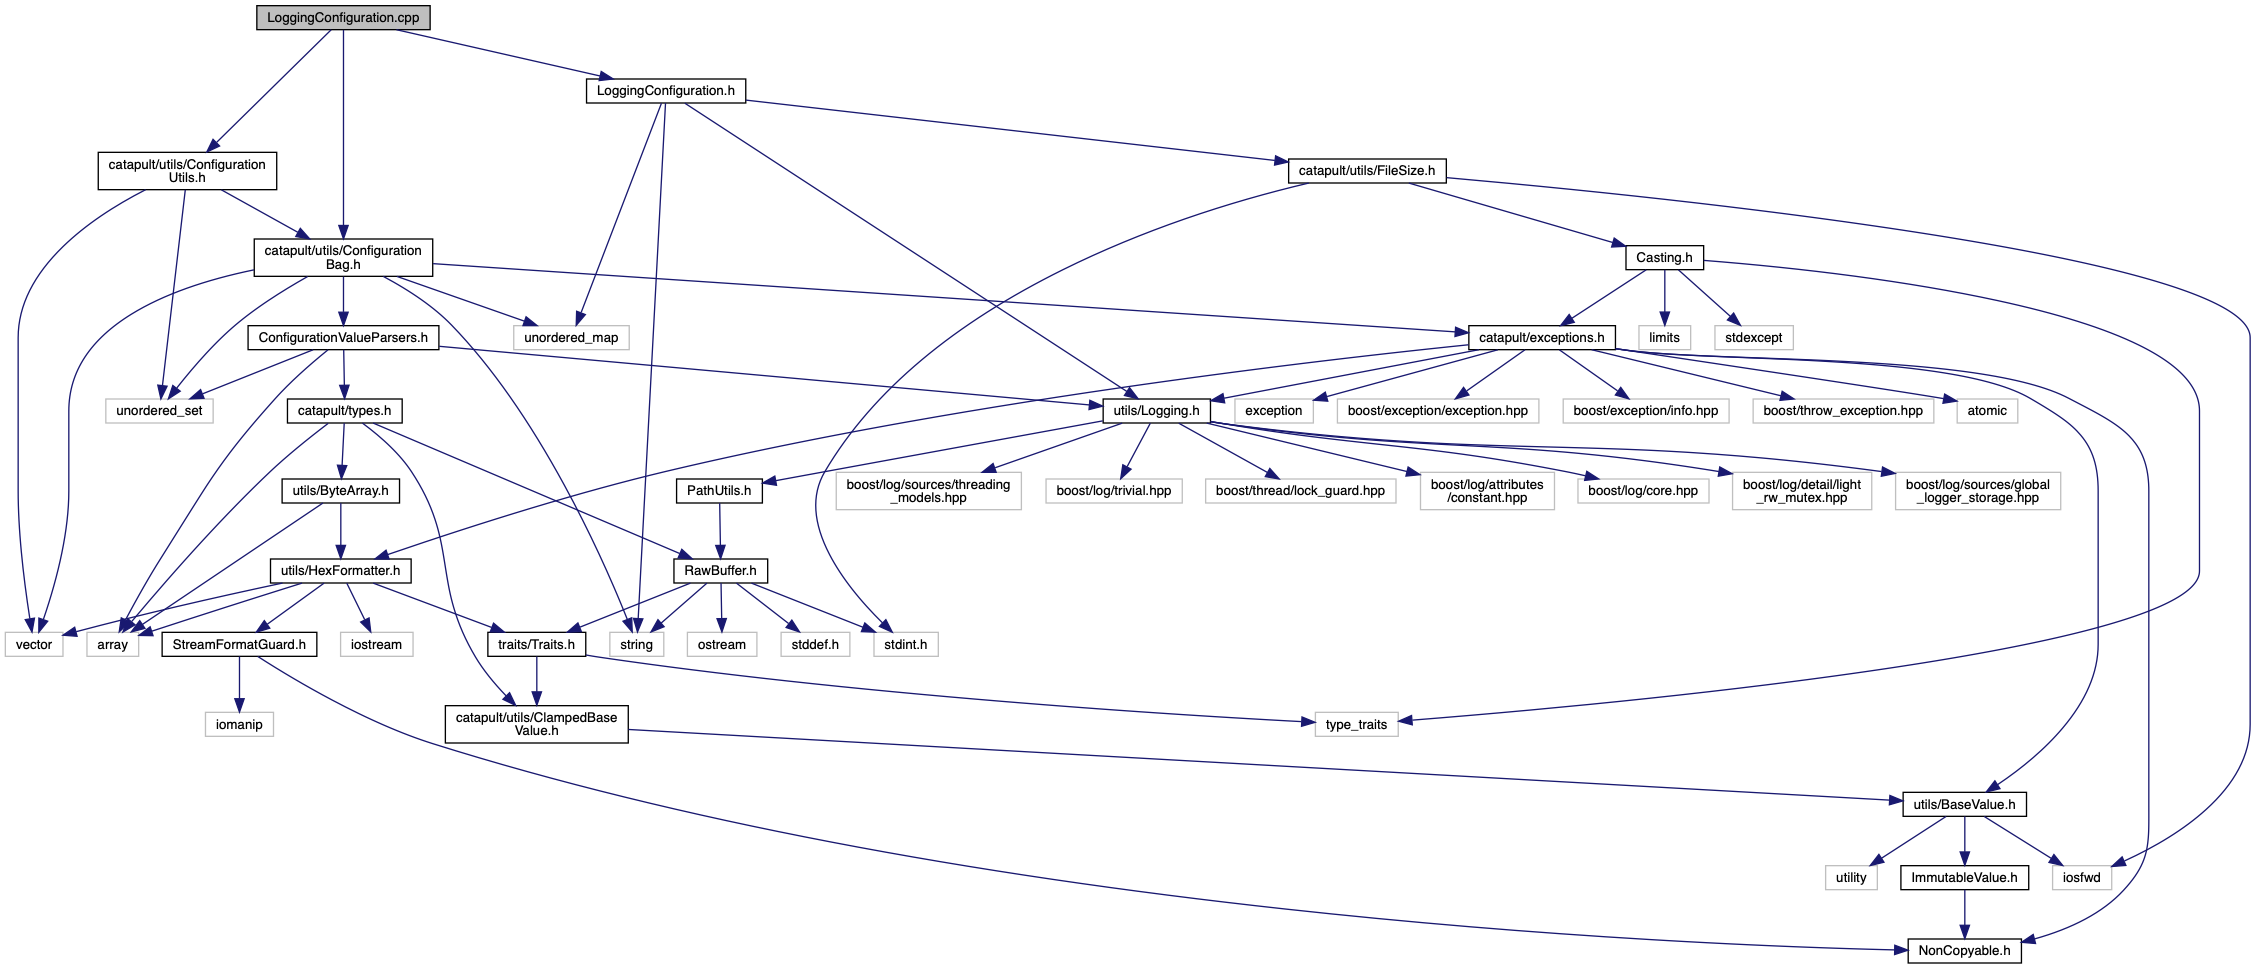 LoggingConfiguration.cpp
LoggingConfiguration.h
catapult/utils/Configuration
Utils.h
catapult/utils/FileSize.h
catapult/utils/Configuration
Bag.h
Casting.h
ConfigurationValueParsers.h
unordered_map
catapult/exceptions.h
limits
stdexcept
unordered_set
catapult/types.h
utils/Logging.h
exception
boost/exception/exception.hpp
boost/exception/info.hpp
boost/throw_exception.hpp
atomic
utils/ByteArray.h
PathUtils.h
boost/log/sources/threading
_models.hpp
boost/log/trivial.hpp
boost/thread/lock_guard.hpp
boost/log/attributes
/constant.hpp
boost/log/core.hpp
boost/log/detail/light
_rw_mutex.hpp
boost/log/sources/global
_logger_storage.hpp
utils/HexFormatter.h
RawBuffer.h
vector
array
StreamFormatGuard.h
iostream
traits/Traits.h
string
ostream
stddef.h
stdint.h
iomanip
catapult/utils/ClampedBase
Value.h
type_traits
utils/BaseValue.h
utility
ImmutableValue.h
iosfwd
NonCopyable.h